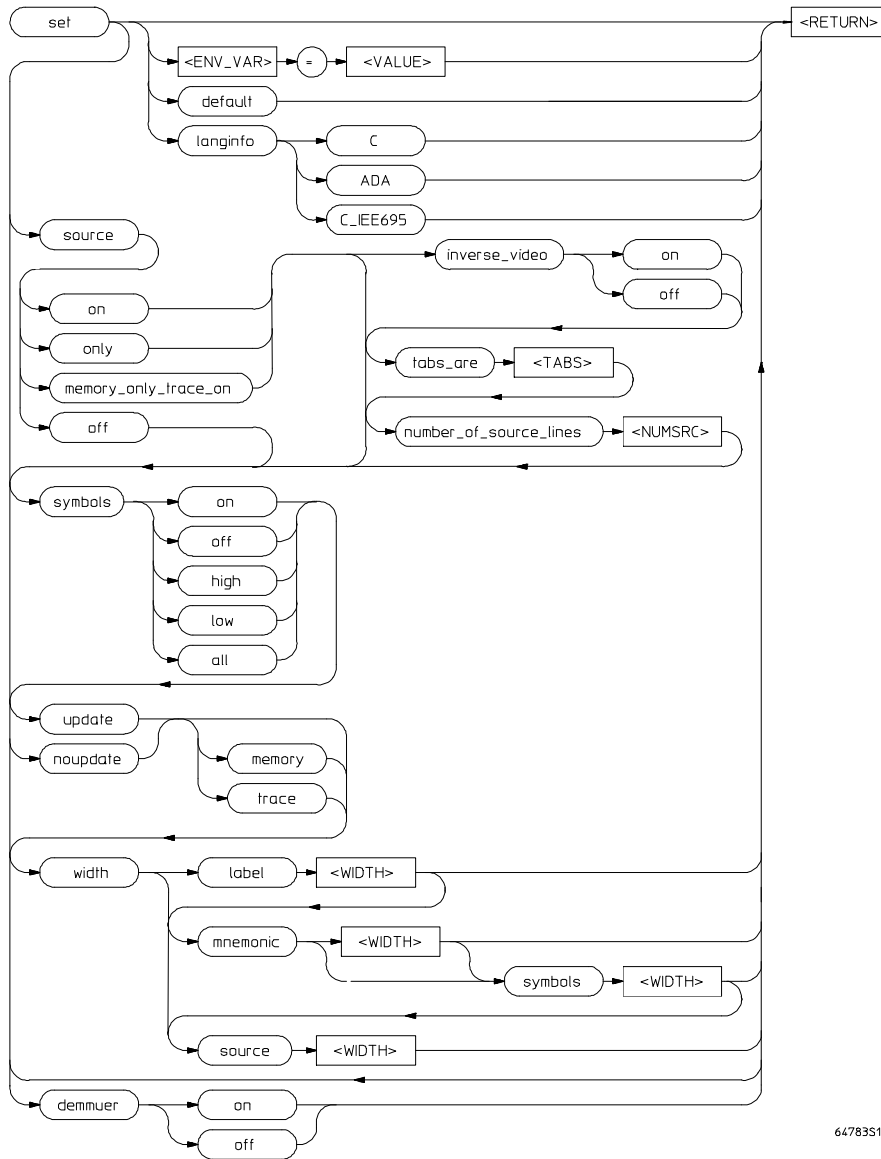 set
<RETURN>
<ENV_VAR> = <VALUE>
default
langinfo C
ADA
C_IEE695
source
inverse_video on
off
on
only
memory_only_trace_on
off
tabs_are <TABS>
number_of_source_lines <NUMSRC>
symbols on
off
high
low
all
update
noupdate memory
trace
width label <WIDTH>
mnemonic <WIDTH>
symbols <WIDTH>
source <WIDTH>
demmuer on
off
64783S1